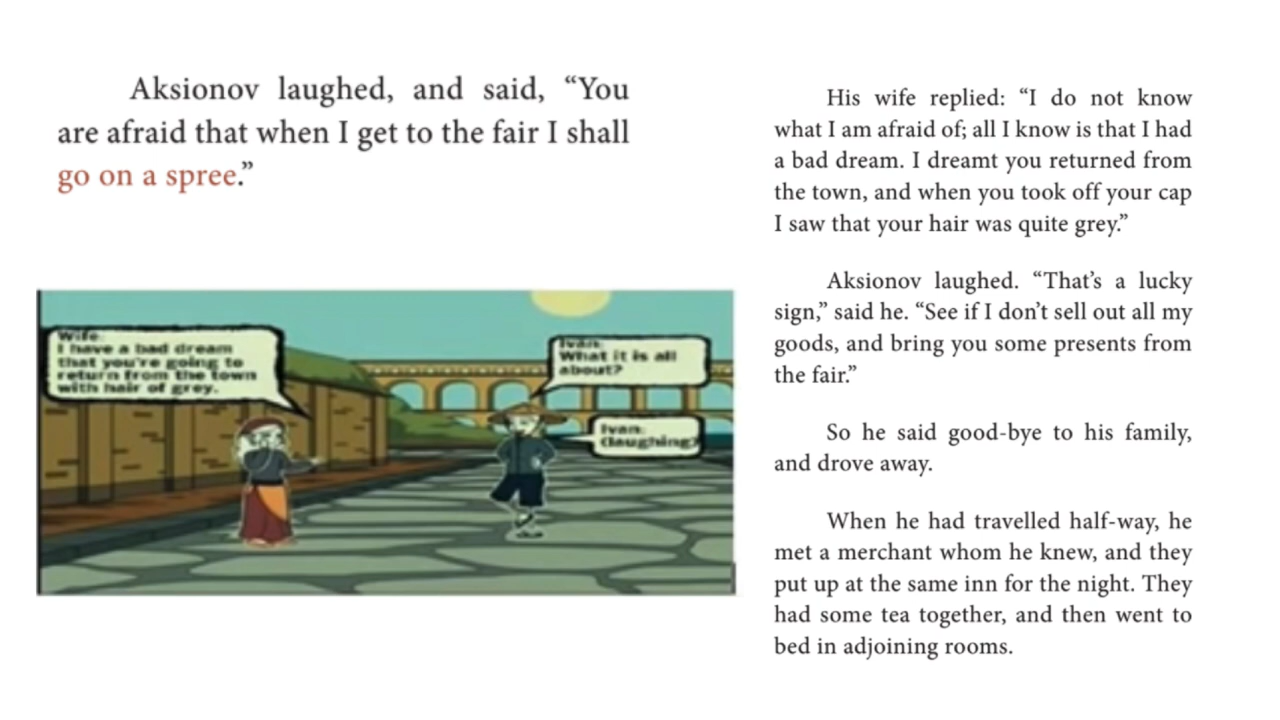 Aksionov laughed, and said, “You
are afraid that when I get to the fair I shall
go on a spree.”
Wife:
I have a bad dream
that you're going to
return from the town
with hair of grey.
Ivan:
What it is all
about?
Ivan:
(laughing)
His wife replied: “I do not know
what I am afraid of; all I know is that I had
a bad dream. I dreamt you returned from
the town, and when you took off your cap
I saw that your hair was quite grey.”
Aksionov laughed. “That’s a lucky
sign,” said he. “See if I don’t sell out all my
goods, and bring you some presents from
the fair.”
So he said good-bye to his family,
and drove away.
When he had travelled half-way, he
met a merchant whom he knew, and they
put up at the same inn for the night. They
had some tea together, and then went to
bed in adjoining rooms.